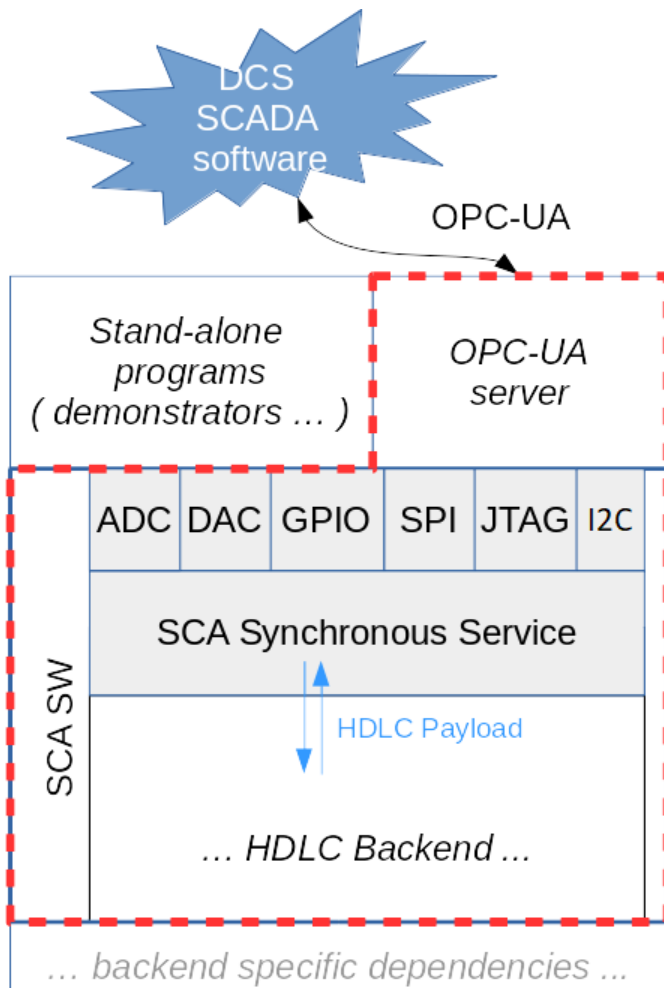 DCS
SCADA
software
OPC-UA
Stand-alone
programs
( demonstrators ... )
OPC-UA
server
ADC DAC GPIO SPI JTAG I2C
SCA Synchronous Service
SCA SW
HDLC Payload
... HDLC Backend ...
... backend specific dependencies ...